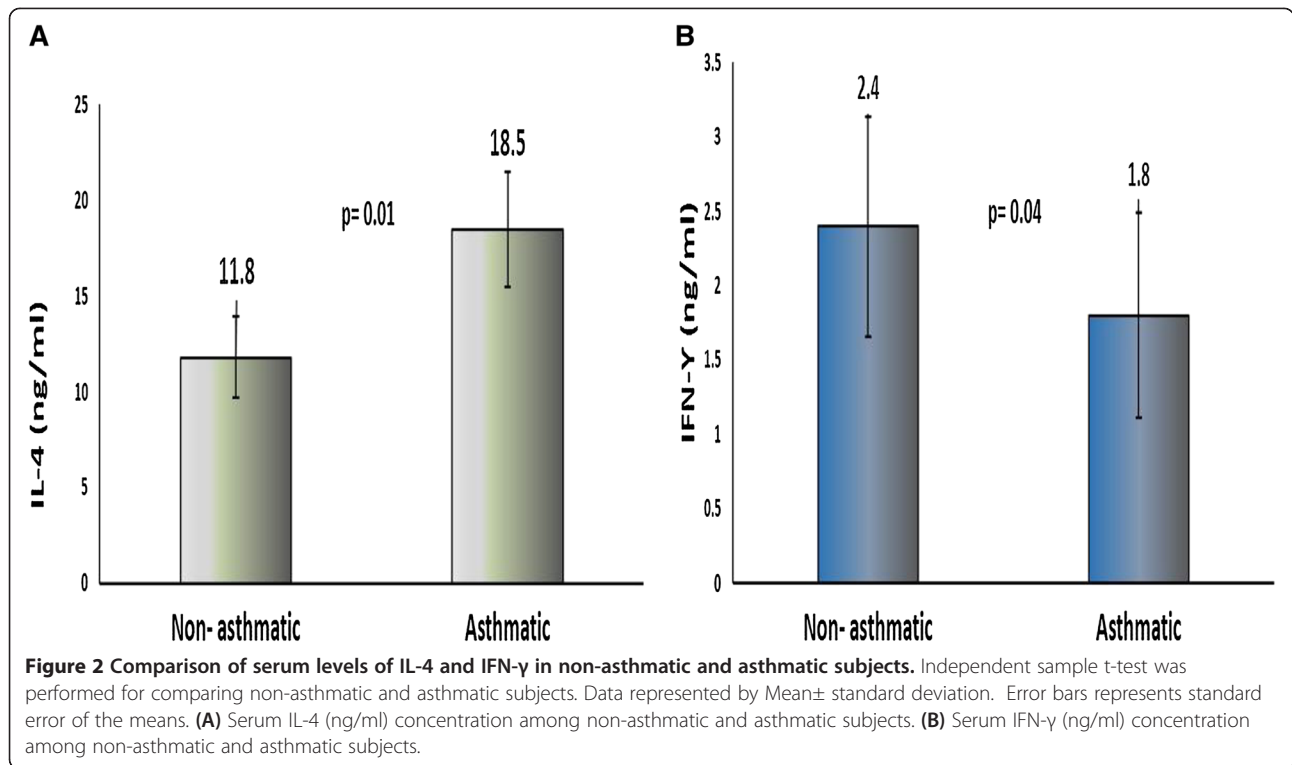 A
IL-4 (ng/ml)
25
20
15
10
5
0
11.8
p= 0.01
18.5
Non- asthmatic
Asthmatic
B
IFN-Y (ng/ml)
3.5
3
2.5
2
1.5
1
0.5
0
2.4
p= 0.04
1.8
Non- asthmatic
Asthmatic
Figure 2 Comparison of serum levels of IL-4 and IFN-γ in non-asthmatic and asthmatic subjects. Independent sample t-test was
performed for comparing non-asthmatic and asthmatic subjects. Data represented by Mean± standard deviation. Error bars represents standard
error of the means. (A) Serum IL-4 (ng/ml) concentration among non-asthmatic and asthmatic subjects. (B) Serum IFN-γ (ng/ml) concentration
among non-asthmatic and asthmatic subjects.